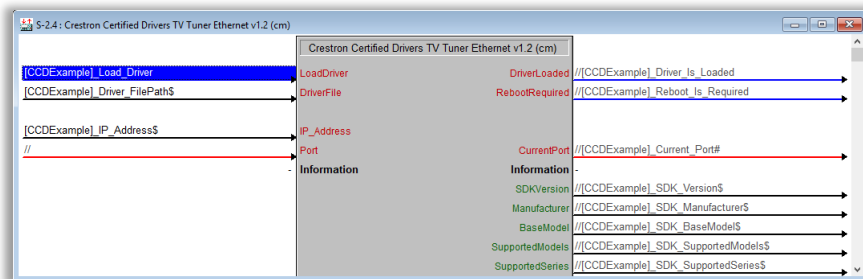 S-2.4 : Crestron Certified Drivers TV Tuner Ethernet v1.2 (cm)
Crestron Certified Drivers TV Tuner Ethernet v1.2 (cm)
[CCDExample]_Load_Driver LoadDriver DriverLoaded //[CCDExample]_Driver_Is_Loaded
[CCDExample]_Driver_FilePath$ DriverFile RebootRequired //[CCDExample]_Reboot_Is_Required
[CCDExample]_IP_Address$ IP_Address
// Port CurrentPort //[CCDExample]_Current_Port#
- Information Information -
SDKVersion //[CCDExample]_SDK_Version$
Manufacturer //[CCDExample]_SDK_Manufacturer$
BaseModel //[CCDExample]_SDK_BaseModel$
SupportedModels //[CCDExample]_SDK_SupportedModels$
SupportedSeries //[CCDExample]_SDK_SupportedSeries$